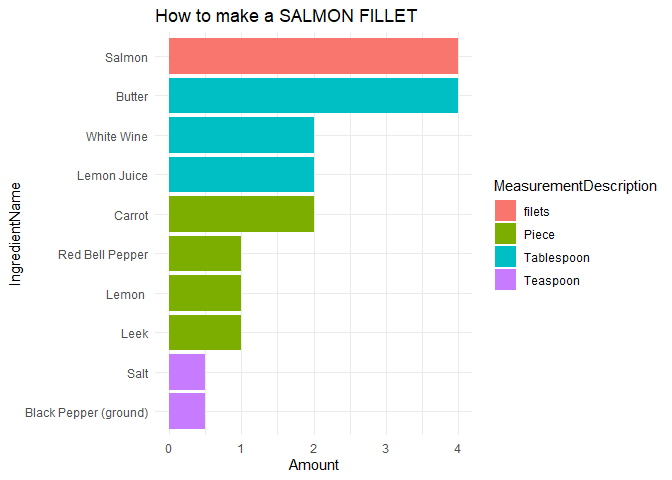 How to make a SALMON FILLET
Salmon
Butter
White Wine
Lemon Juice
Carrot
Red Bell Pepper
Lemon
Leek
Salt
Black Pepper (ground)
IngredientName
0 1 2 3 4
Amount
MeasurementDescription
filets
Piece
Tablespoon
Teaspoon